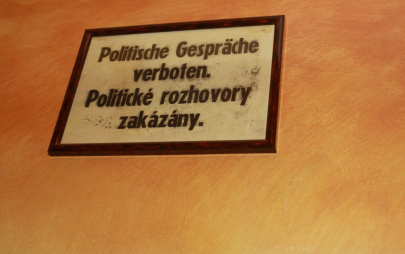 Politische Gespräche
verboten.
Politické rozhovory
zakázány.